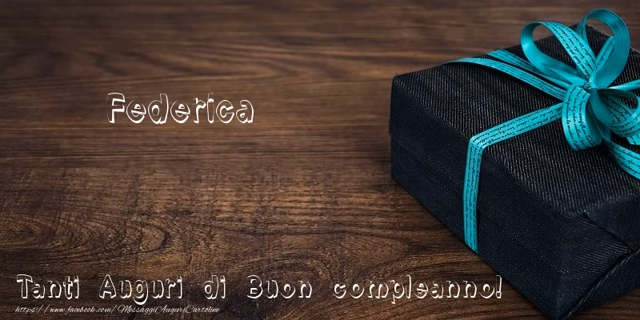 Federica
Tanti Auguri di Buon compleanno!
https://www.facebook.com/MessaggiAuguriCartoline